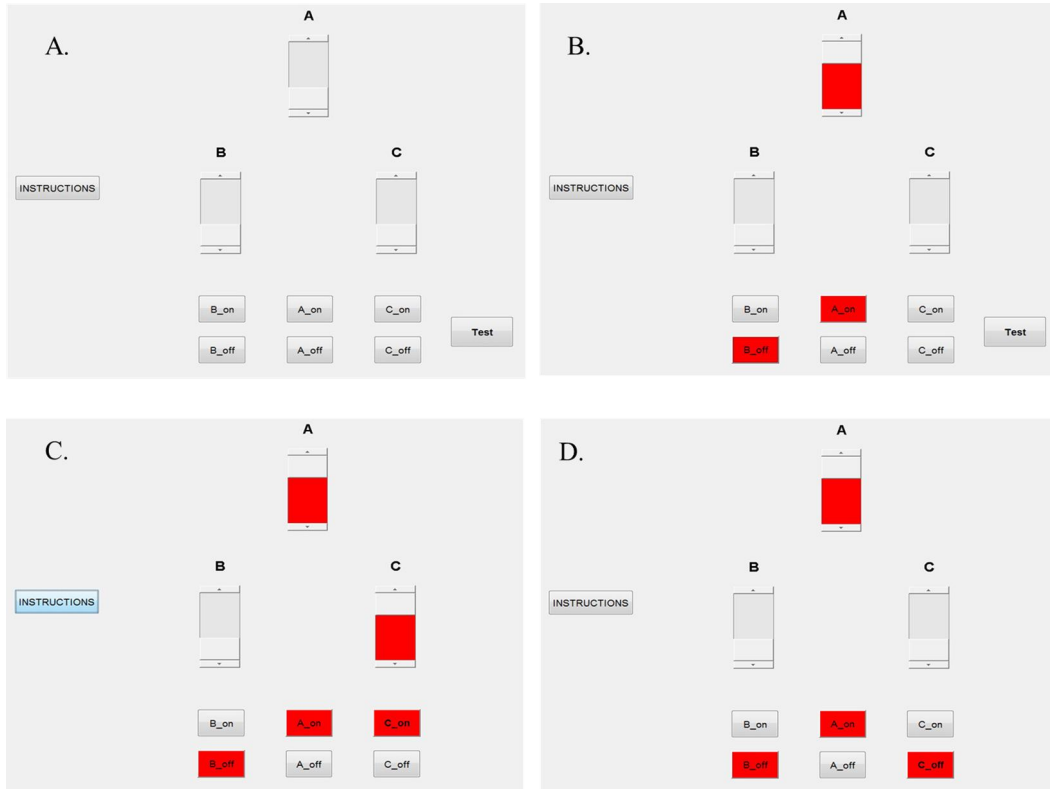 A.
A
B
C
INSTRUCTIONS
B_on
A_on
C_on
B_off
A_off
C_off
Test
B.
A
B
C
INSTRUCTIONS
B_on
A_on
C_on
B_off
A_off
C_off
Test
C.
A
B
C
INSTRUCTIONS
B_on
A_on
C_on
B_off
A_off
C_off
D.
A
B
C
INSTRUCTIONS
B_on
A_on
C_on
B_off
A_off
C_off